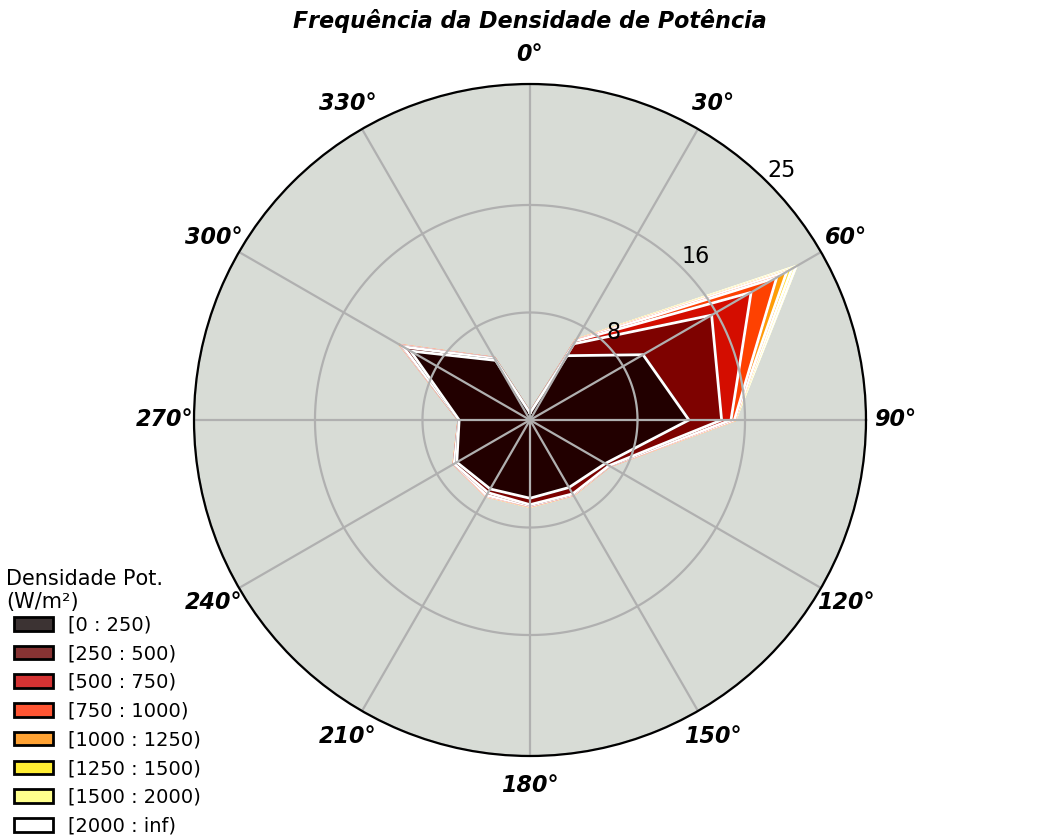 Frequência da Densidade de Potência
0°
330°
30°
25
300°
60°
16
8
270°
90°
240°
120°
210°
150°
180°
Densidade Pot.
(W/m²)
[0 : 250)
[250 : 500)
[500 : 750)
[750 : 1000)
[1000 : 1250)
[1250 : 1500)
[1500 : 2000)
[2000 : inf)